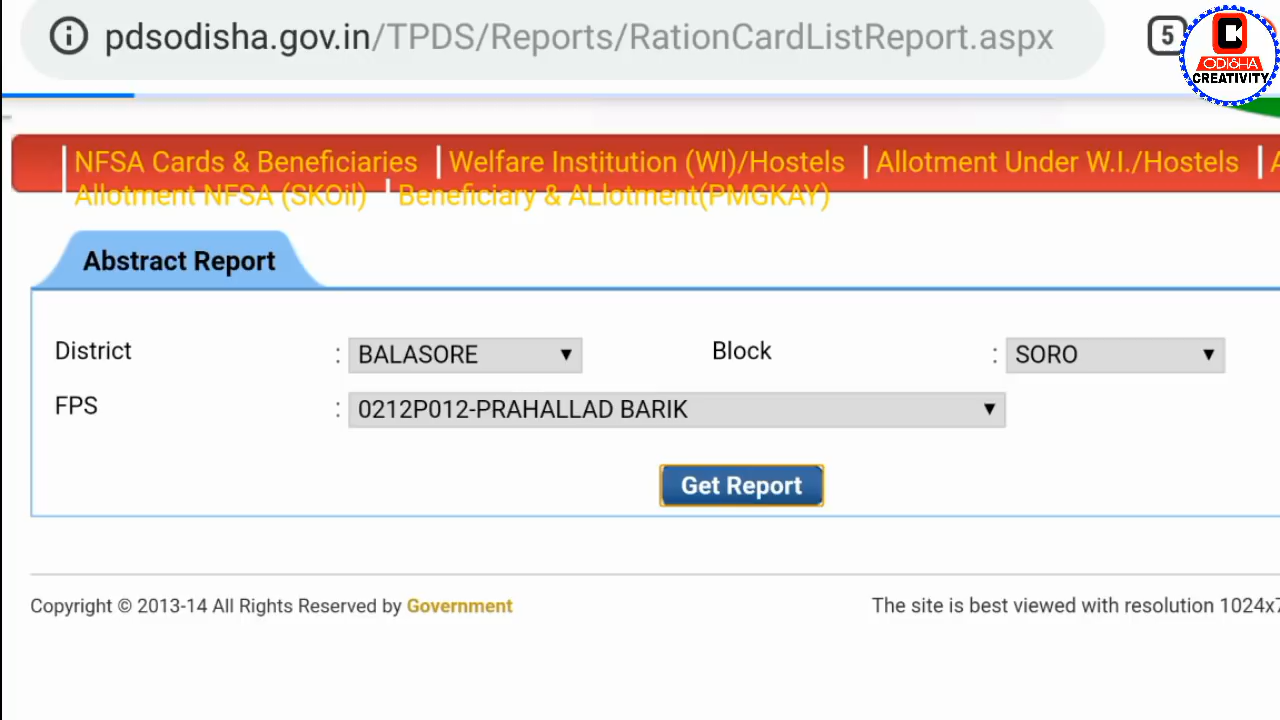 pdsodisha.gov.in/TPDS/Reports/RationCardListReport.aspx
5
ODISHA
CREATIVITY
NFSA Cards & Beneficiaries | Welfare Institution (WI)/Hostels | Allotment Under W.I./Hostels | A
Allotment NFSA (SKOil) | Beneficiary & ALlotment(PMGKAY)
Abstract Report
District : BALASORE Block : SORO
FPS : 0212P012-PRAHALLAD BARIK
Get Report
Copyright © 2013-14 All Rights Reserved by Government The site is best viewed with resolution 1024x7